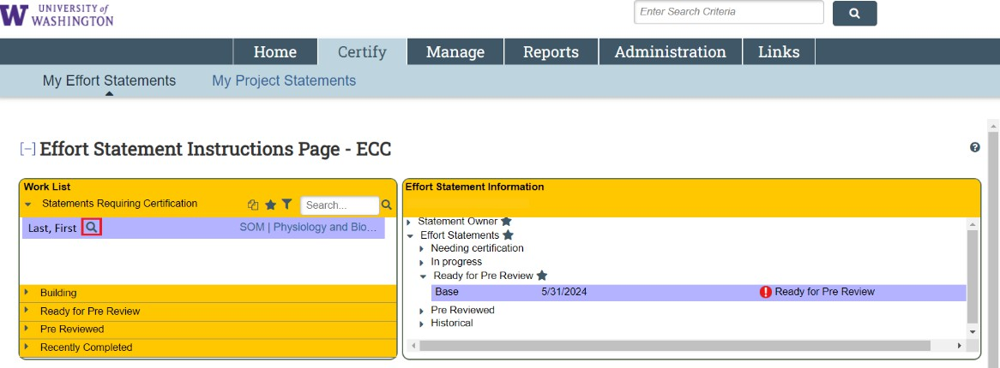 W UNIVERSITY of
WASHINGTON
Enter Search Criteria
Home Certify Manage Reports Administration Links
My Effort Statements My Project Statements
[−] Effort Statement Instructions Page - ECC
?
Work List
Statements Requiring Certification Search...
Last, First SOM | Physiology and Bio...
Building
Ready for Pre Review
Pre Reviewed
Recently Completed
Effort Statement Information
Statement Owner
Effort Statements
Needing certification
In progress
Ready for Pre Review
Base 5/31/2024 ! Ready for Pre Review
Pre Reviewed
Historical